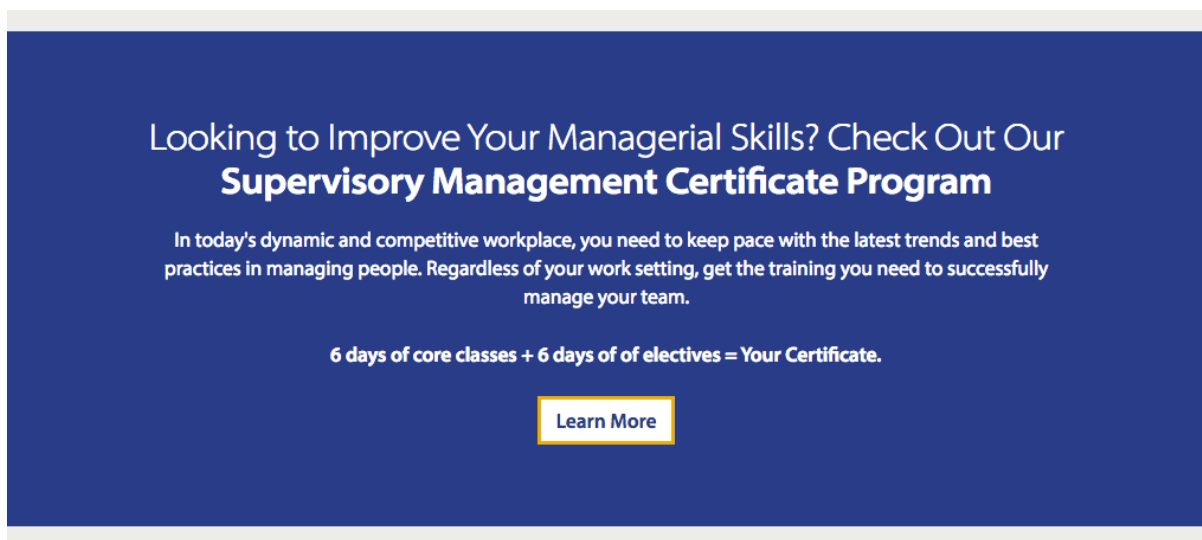 Looking to Improve Your Managerial Skills? Check Out Our
Supervisory Management Certificate Program
In today's dynamic and competitive workplace, you need to keep pace with the latest trends and best
practices in managing people. Regardless of your work setting, get the training you need to successfully
manage your team.
6 days of core classes + 6 days of of electives = Your Certificate.
Learn More